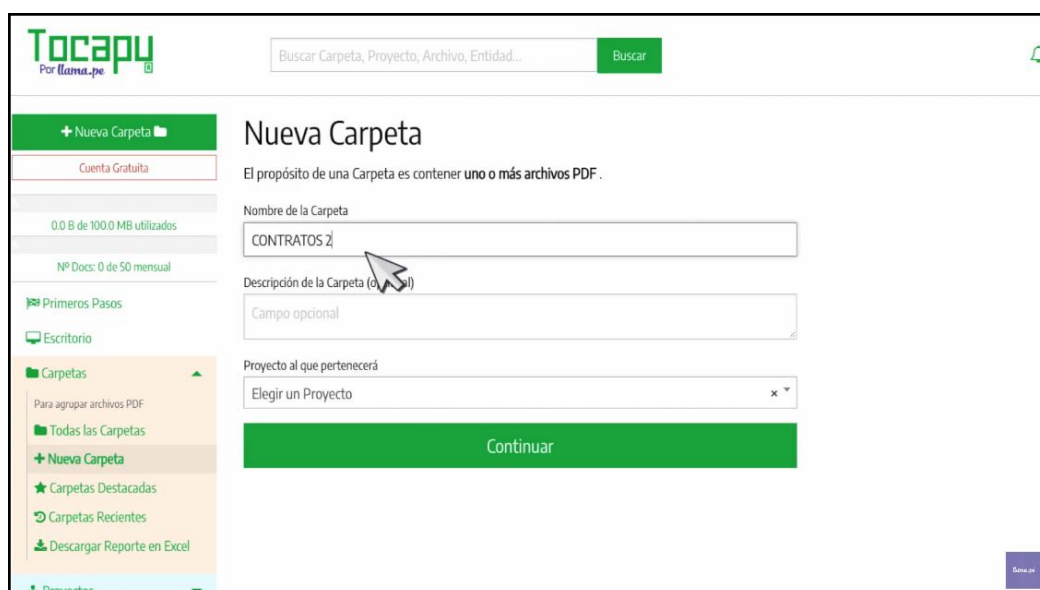 Tocapu
Por llama.pe
Buscar Carpeta, Proyecto, Archivo, Entidad...
Buscar
+ Nueva Carpeta
Cuenta Gratuita
0.0 B de 100.0 MB utilizados
Nº Docs: 0 de 50 mensual
Primeros Pasos
Escritorio
Carpetas
Para agrupar archivos PDF
Todas las Carpetas
+ Nueva Carpeta
Carpetas Destacadas
Carpetas Recientes
Descargar Reporte en Excel
Nueva Carpeta
El propósito de una Carpeta es contener uno o más archivos PDF .
Nombre de la Carpeta
CONTRATOS 2
Descripción de la Carpeta
Campo opcional
Proyecto al que pertenecerá
Elegir un Proyecto
Continuar
llama.pe